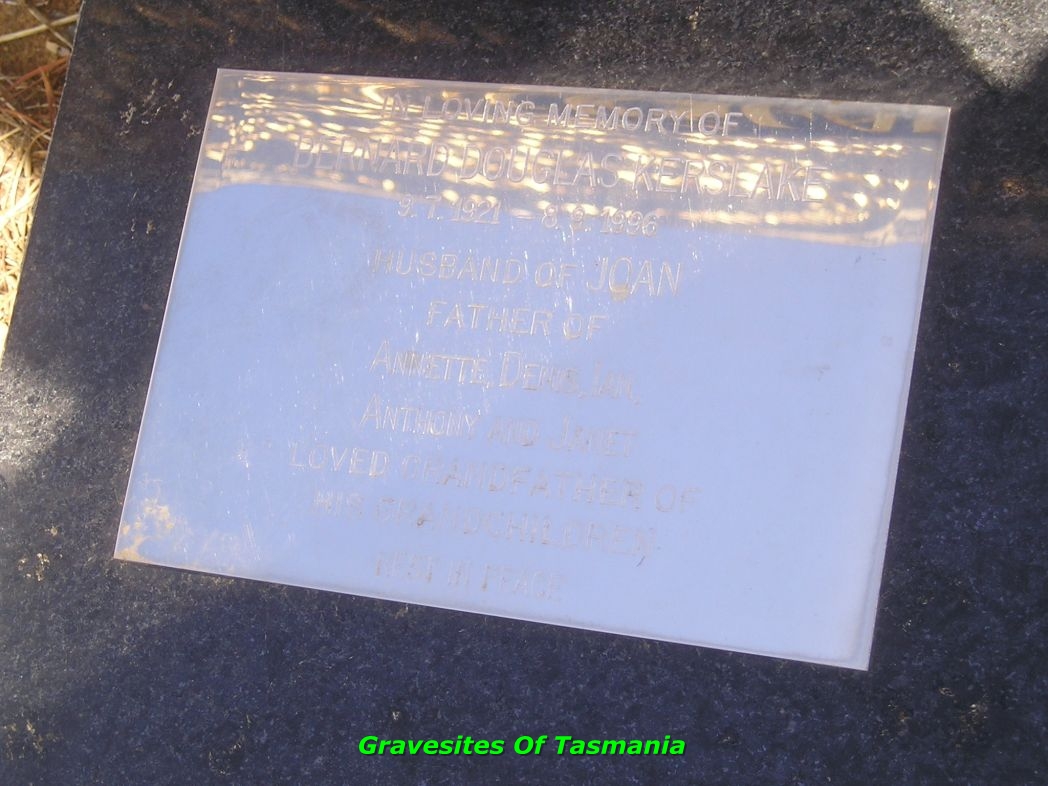 IN LOVING MEMORY OF
BERNARD DOUGLAS KERSLAKE
9. 7. 1921 – 8. 9. 1996
HUSBAND OF JOAN
FATHER OF
ANNETTE, DENIS, IAN,
ANTHONY AND JANET
LOVED GRANDFATHER OF
HIS GRANDCHILDREN
REST IN PEACE
Gravesites Of Tasmania